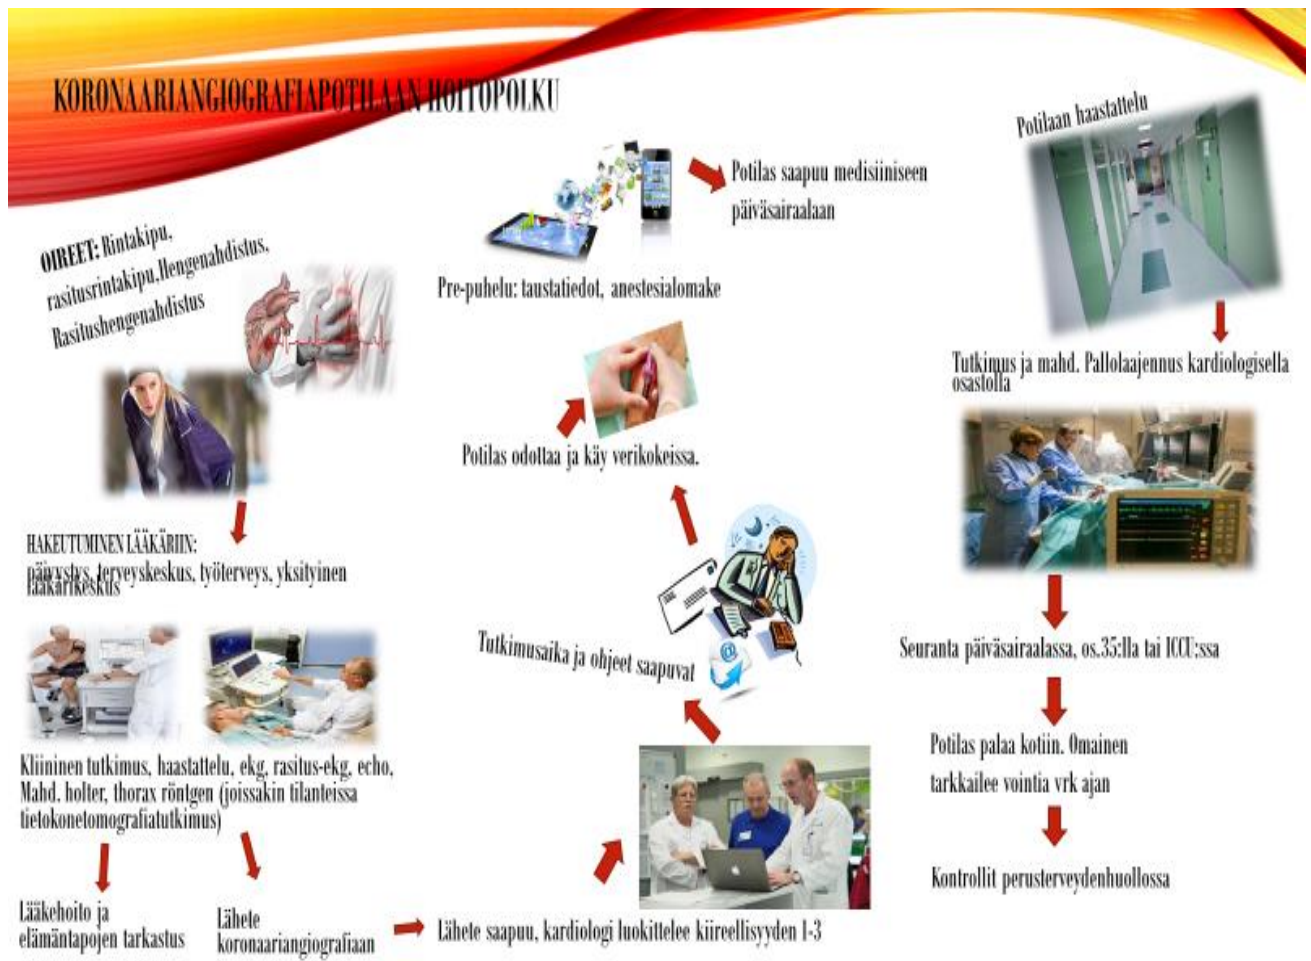 KORONAARIANGIOGRAFIAPOTILAAN HOITOPOLKU
OIREET: Rintakipu,
rasitusrintakipu,Hengenahdistus,
Rasitushengenahdistus
HAKEUTUMINEN LÄÄKÄRIIN:
päivystys, terveyskeskus, työterveys, yksityinen
lääkärikeskus
Kliininen tutkimus, haastattelu, ekg, rasitus-ekg, echo,
Mahd. holter, thorax röntgen (joissakin tilanteissa
tietokonetomografiatutkimus)
Lääkehoito ja
elämäntapojen tarkastus
Lähete
koronaariangiografiaan
Lähete saapuu, kardiologi luokittelee kiireellisyyden 1-3
Tutkimusaika ja ohjeet saapuvat
Potilas odottaa ja käy verikokeissa.
Pre-puhelu: taustatiedot, anestesialomake
Potilas saapuu medisiiniseen
päiväsairaalaan
Potilaan haastattelu
Tutkimus ja mahd. Pallolaajennus kardiologisella
osastolla
Seuranta päiväsairaalassa, os.35:lla tai ICCU:ssa
Potilas palaa kotiin. Omainen
tarkkailee vointia vrk ajan
Kontrollit perusterveydenhuollossa